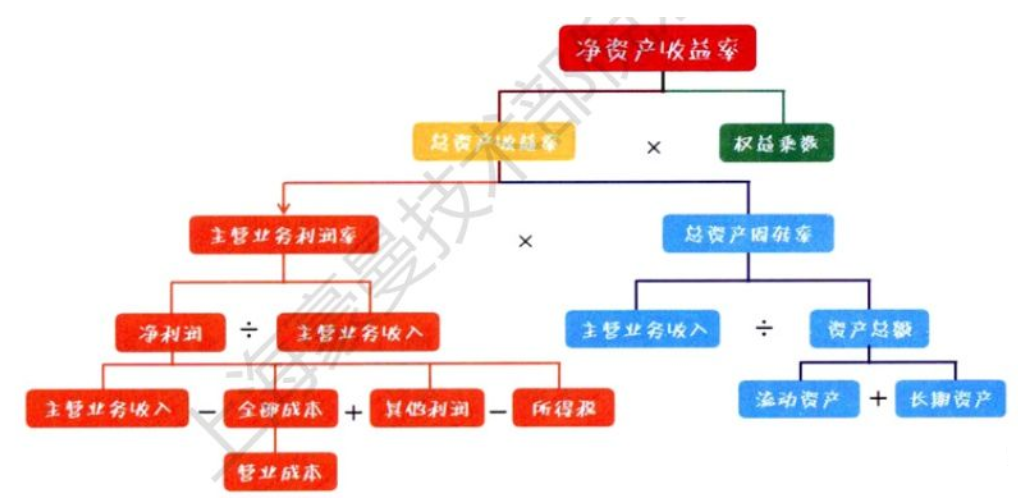 净资产收益率
总资产收益率 × 权益乘数
主营业务利润率 × 总资产周转率
净利润 ÷ 主营业务收入 主营业务收入 ÷ 资产总额
主营业务收入 - 全部成本 + 其他利润 - 所得税 流动资产 + 长期资产
营业成本
上海豪曼技术部